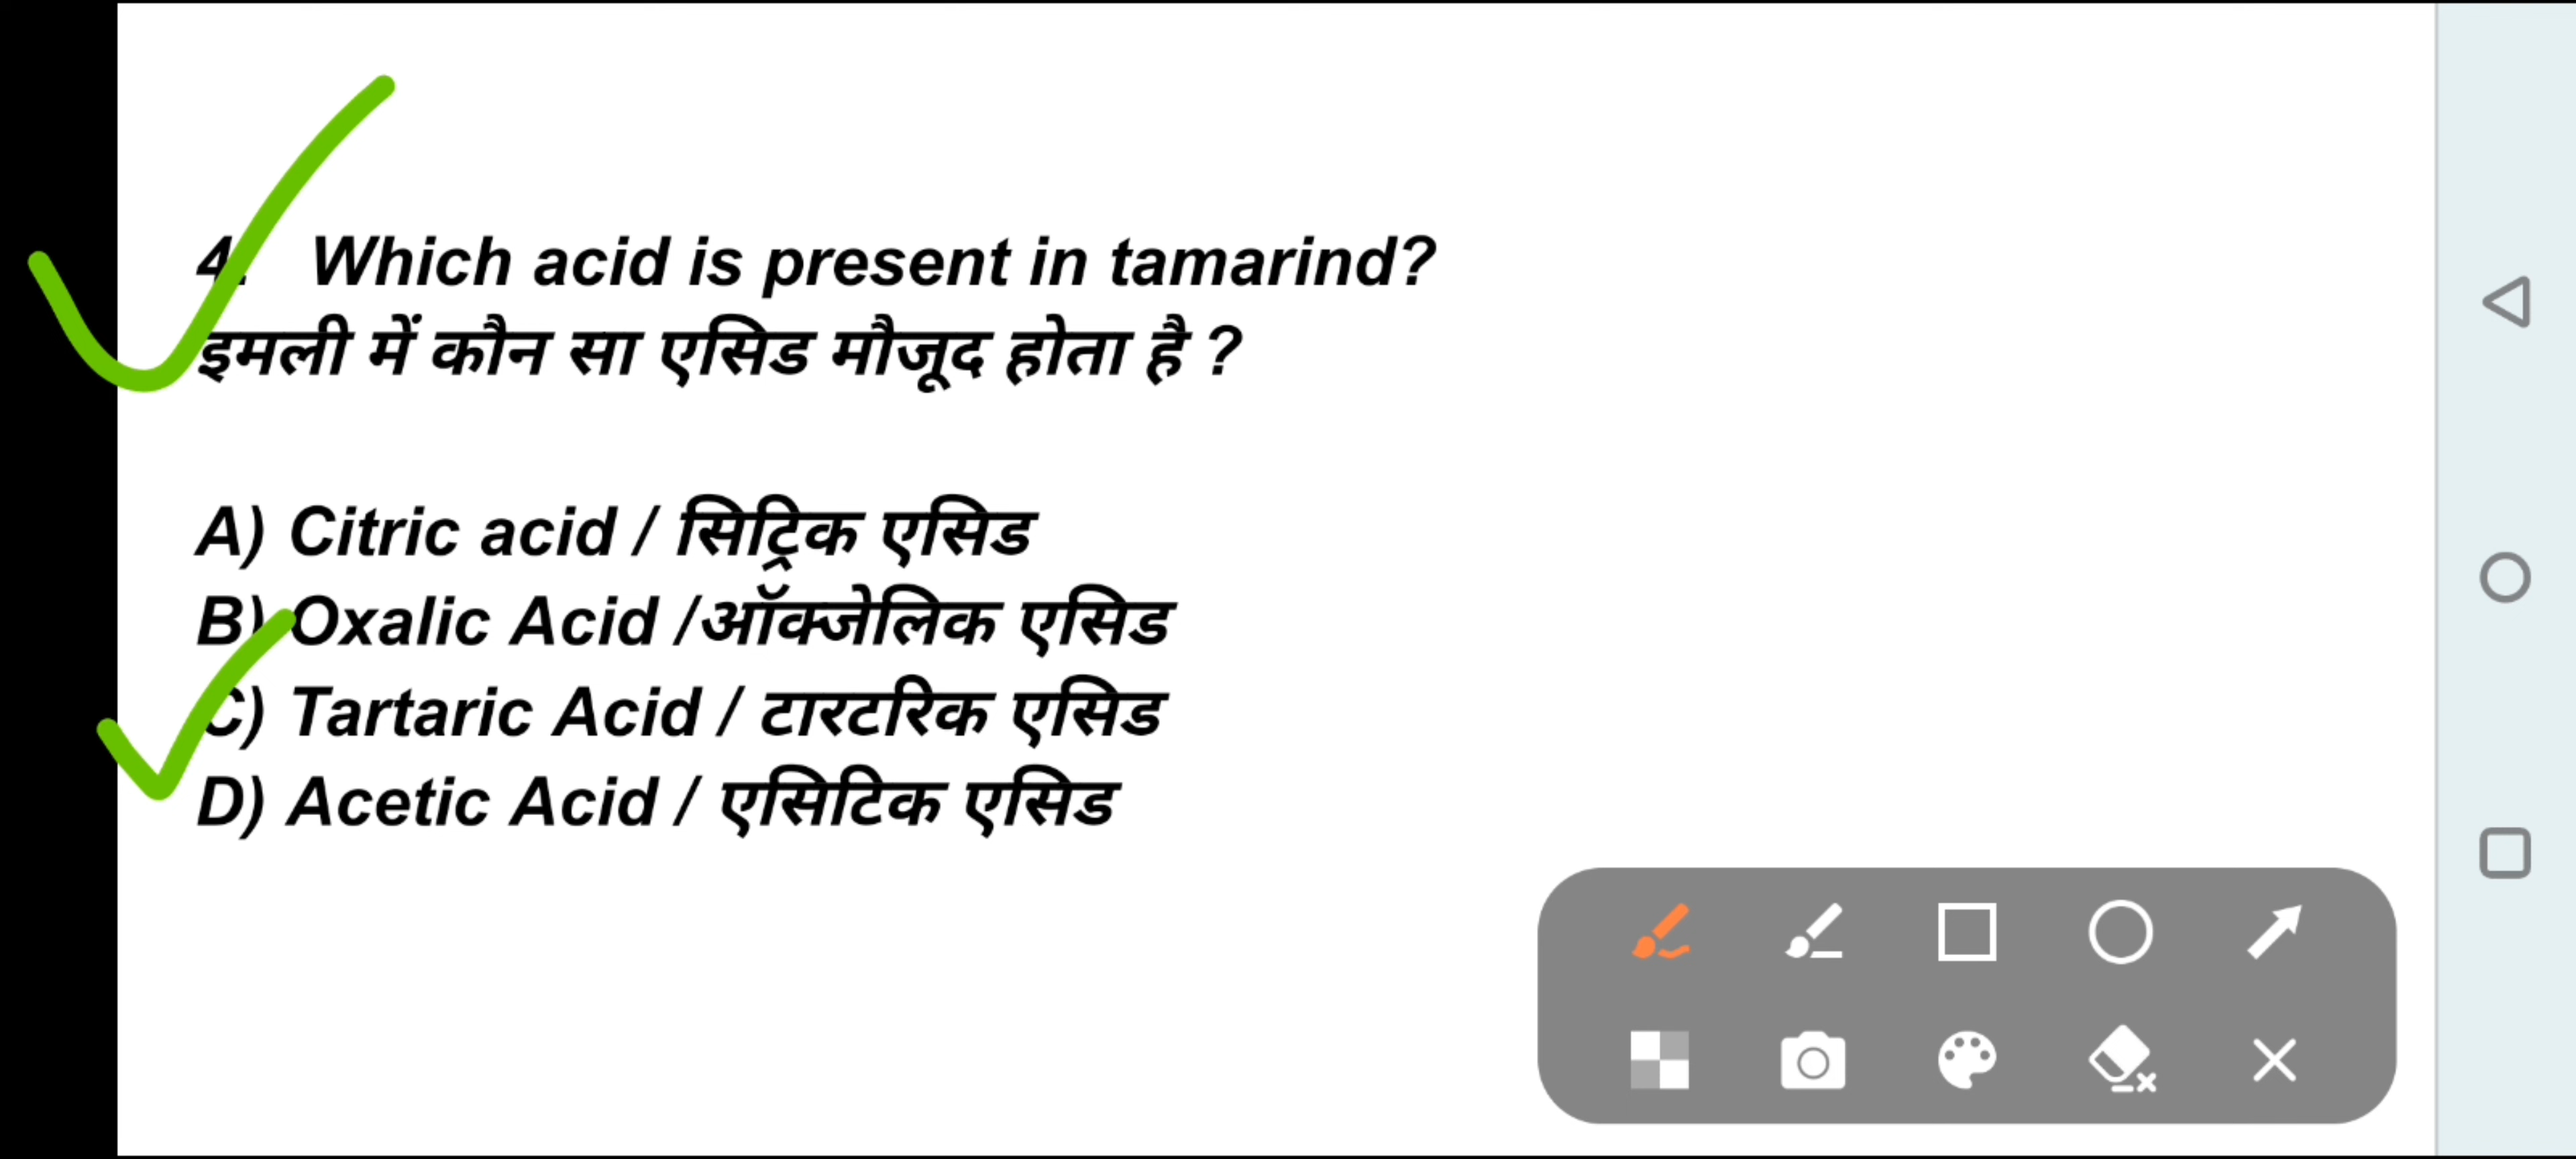 4. Which acid is present in tamarind?
इमली में कौन सा एसिड मौजूद होता है ?
A) Citric acid / सिट्रिक एसिड
B) Oxalic Acid /ऑक्जेलिक एसिड
C) Tartaric Acid / टारटरिक एसिड
D) Acetic Acid / एसिटिक एसिड